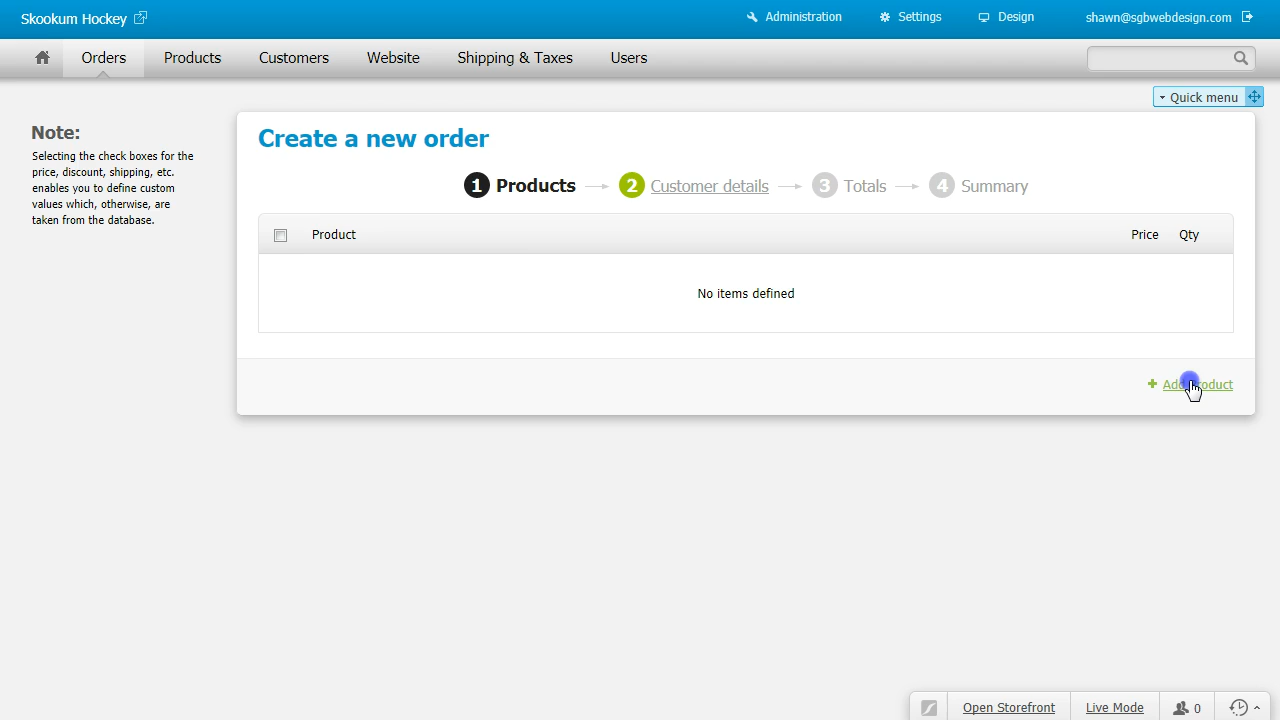 Skookum Hockey
Administration
Settings
Design
shawn@sgbwebdesign.com
Orders
Products
Customers
Website
Shipping & Taxes
Users
Quick menu
Note:
Selecting the check boxes for the
price, discount, shipping, etc.
enables you to define custom
values which, otherwise, are
taken from the database.
Create a new order
1 Products
2 Customer details
3 Totals
4 Summary
Product
Price
Qty
No items defined
Add product
Open Storefront
Live Mode
0